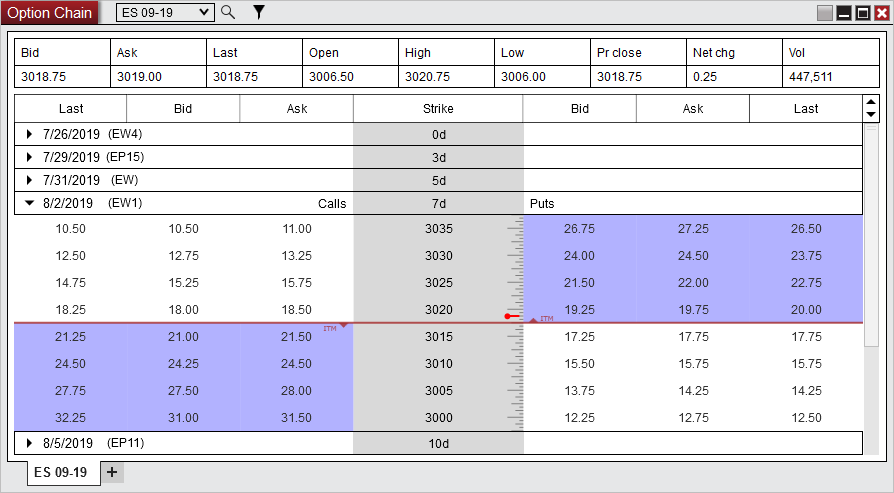 Option Chain ES 09-19
Bid Ask Last Open High Low Pr close Net chg Vol
3018.75 3019.00 3018.75 3006.50 3020.75 3006.00 3018.75 0.25 447,511
Last Bid Ask Strike Bid Ask Last
7/26/2019 (EW4) 0d
7/29/2019 (EP15) 3d
7/31/2019 (EW) 5d
8/2/2019 (EW1) Calls 7d Puts
10.50 10.50 11.00 3035 26.75 27.25 26.50
12.50 12.75 13.25 3030 24.00 24.50 23.75
14.75 15.25 15.75 3025 21.50 22.00 22.75
18.25 18.00 18.50 3020 19.25 19.75 20.00
ITM
ITM
21.25 21.00 21.50 3015 17.25 17.75 17.75
24.50 24.25 24.50 3010 15.50 15.75 15.50
27.75 27.50 28.00 3005 13.75 14.25 14.25
32.25 31.00 31.50 3000 12.25 12.75 12.50
8/5/2019 (EP11) 10d
ES 09-19 +